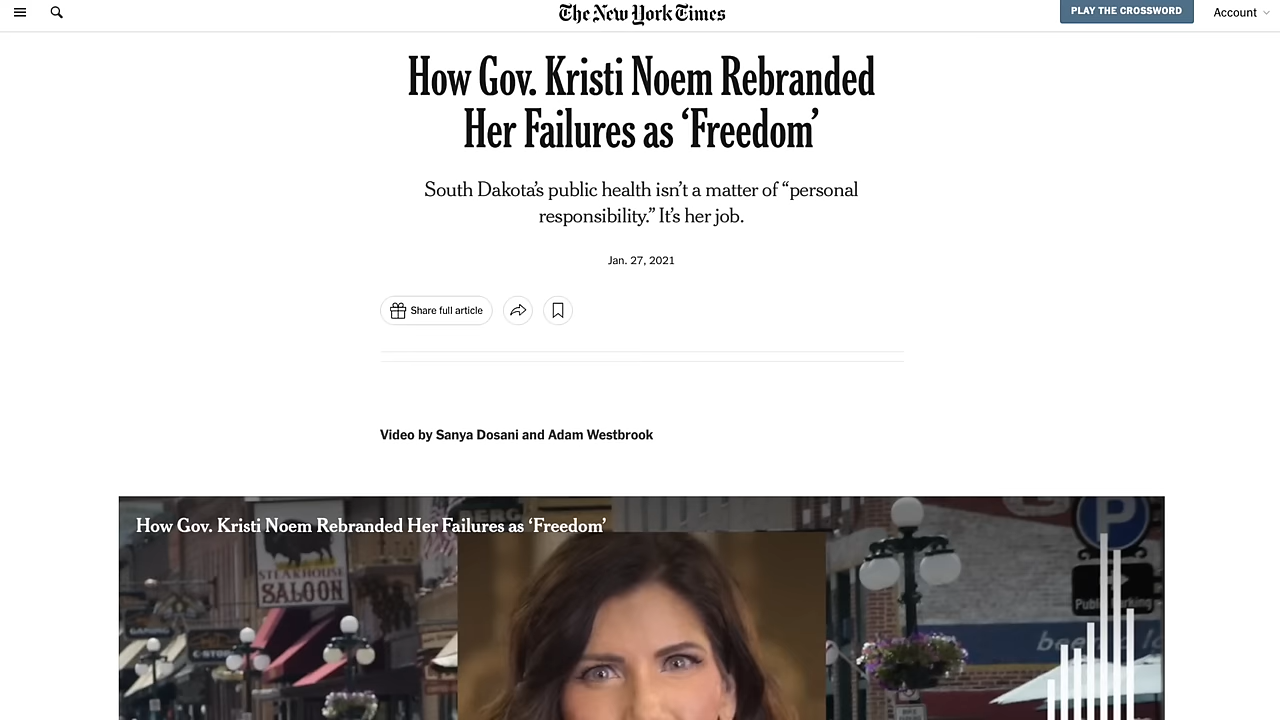 The New York Times
PLAY THE CROSSWORD
Account
How Gov. Kristi Noem Rebranded
Her Failures as ‘Freedom’
South Dakota’s public health isn’t a matter of “personal
responsibility.” It’s her job.
Jan. 27, 2021
Share full article
Video by Sanya Dosani and Adam Westbrook
How Gov. Kristi Noem Rebranded Her Failures as ‘Freedom’
STEAKHOUSE
SALOON
P
Public Parking